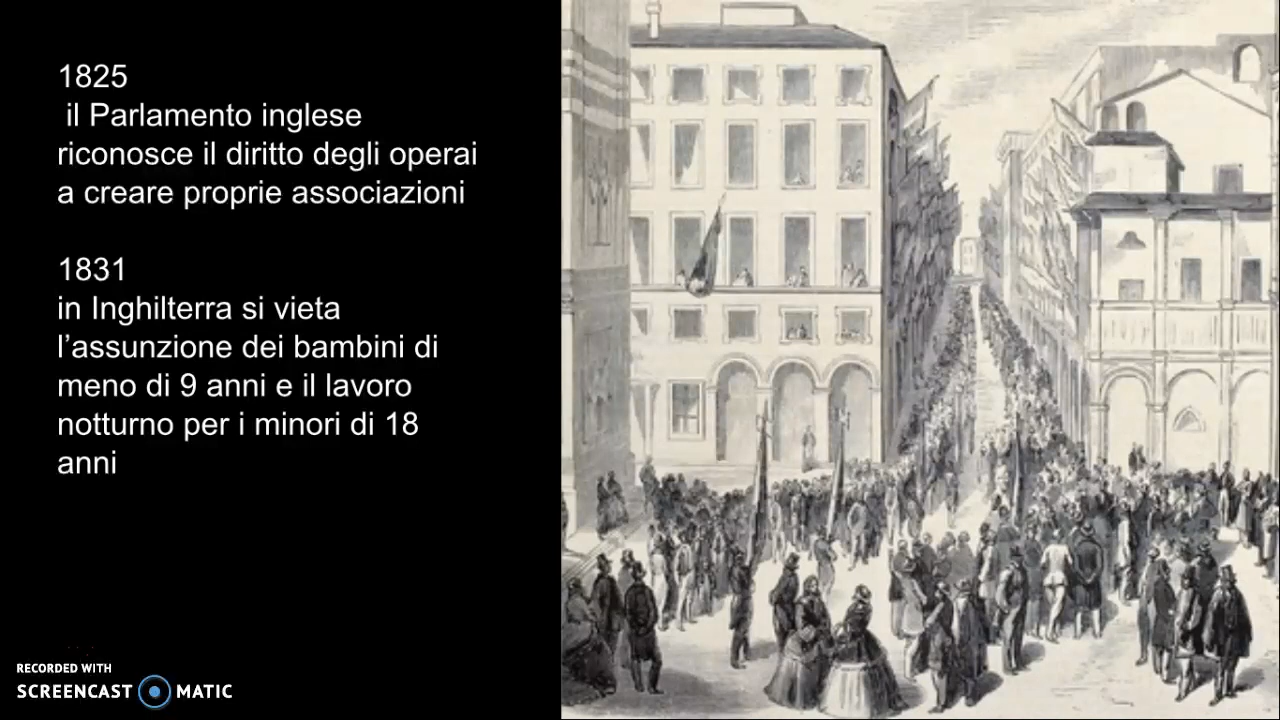 1825
il Parlamento inglese
riconosce il diritto degli operai
a creare proprie associazioni
1831
in Inghilterra si vieta
l’assunzione dei bambini di
meno di 9 anni e il lavoro
notturno per i minori di 18
anni
RECORDED WITH
SCREENCAST MATIC